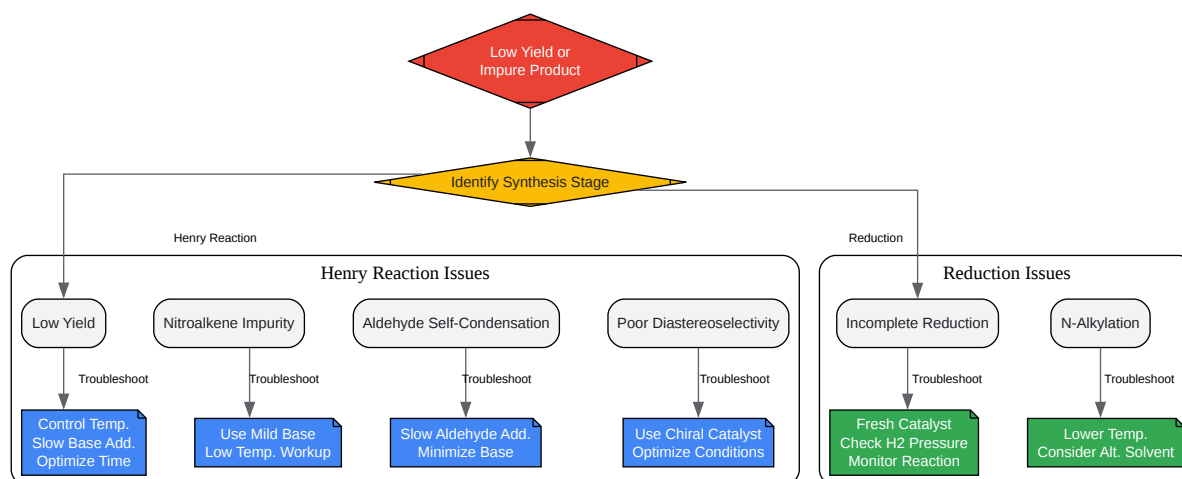 Low Yield or
Impure Product
Identify Synthesis Stage
Henry Reaction
Reduction
Henry Reaction Issues
Reduction Issues
Low Yield
Nitroalkene Impurity
Aldehyde Self-Condensation
Poor Diastereoselectivity
Incomplete Reduction
N-Alkylation
Troubleshoot
Troubleshoot
Troubleshoot
Troubleshoot
Troubleshoot
Troubleshoot
Control Temp.
Slow Base Add.
Optimize Time
Use Mild Base
Low Temp. Workup
Slow Aldehyde Add.
Minimize Base
Use Chiral Catalyst
Optimize Conditions
Fresh Catalyst
Check H2 Pressure
Monitor Reaction
Lower Temp.
Consider Alt. Solvent